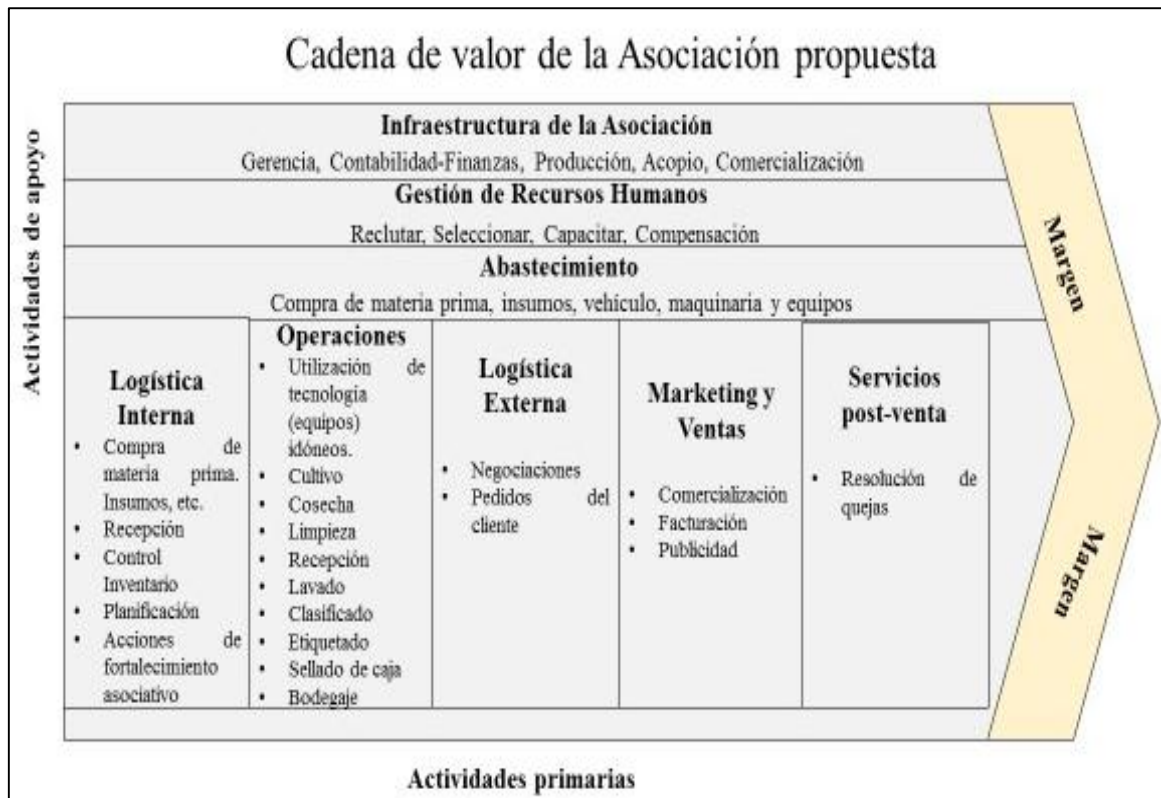 Cadena de valor de la Asociación propuesta
Actividades de apoyo
Infraestructura de la Asociación
Gerencia, Contabilidad-Finanzas, Producción, Acopio, Comercialización
Gestión de Recursos Humanos
Reclutar, Seleccionar, Capacitar, Compensación
Abastecimiento
Compra de materia prima, insumos, vehículo, maquinaria y equipos
Logística
Interna
• Compra de
materia prima.
Insumos, etc.
• Recepción
• Control
Inventario
• Planificación
• Acciones de
fortalecimiento
asociativo
Operaciones
• Utilización de
tecnología
(equipos)
idóneos.
• Cultivo
• Cosecha
• Limpieza
• Recepción
• Lavado
• Clasificado
• Etiquetado
• Sellado de caja
• Bodegaje
Logística
Externa
• Negociaciones
• Pedidos del
cliente
Marketing y
Ventas
• Comercialización
• Facturación
• Publicidad
Servicios
post-venta
• Resolución de
quejas
Margen
Margen
Actividades primarias